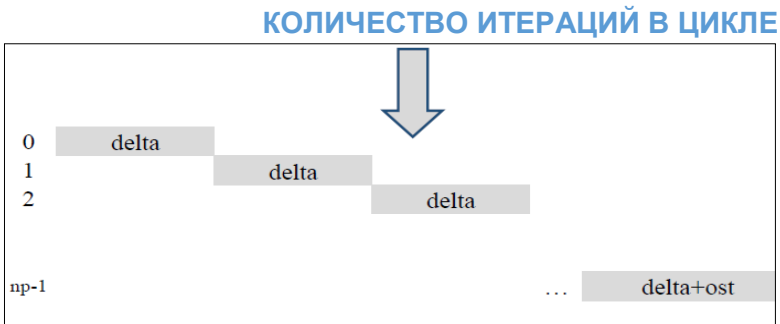 КОЛИЧЕСТВО ИТЕРАЦИЙ В ЦИКЛЕ
0 delta
1 delta
2 delta
np-1 … delta+ost